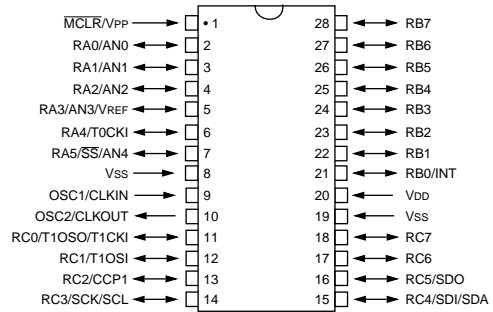 MCLR/VPP • 1 28 RB7
RA0/AN0 2 27 RB6
RA1/AN1 3 26 RB5
RA2/AN2 4 25 RB4
RA3/AN3/VREF 5 24 RB3
RA4/T0CKI 6 23 RB2
RA5/SS/AN4 7 22 RB1
VSS 8 21 RB0/INT
OSC1/CLKIN 9 20 VDD
OSC2/CLKOUT 10 19 VSS
RC0/T1OSO/T1CKI 11 18 RC7
RC1/T1OSI 12 17 RC6
RC2/CCP1 13 16 RC5/SDO
RC3/SCK/SCL 14 15 RC4/SDI/SDA